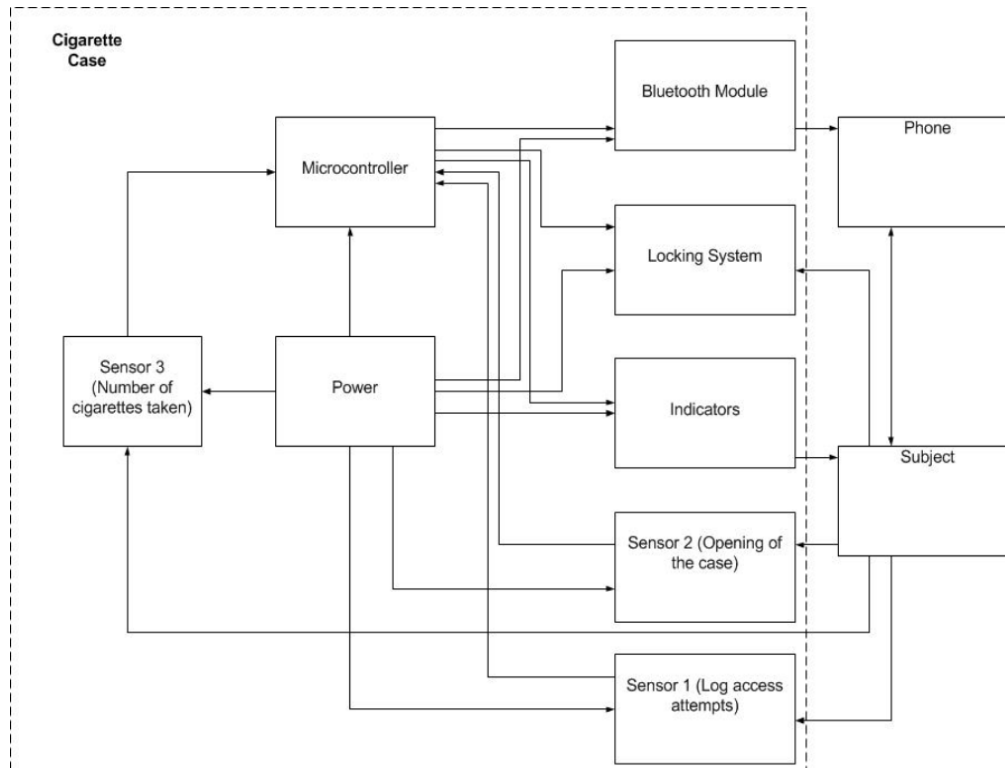 Cigarette
Case
Bluetooth Module
Phone
Microcontroller
Locking System
Sensor 3
(Number of
cigarettes taken)
Power
Indicators
Subject
Sensor 2 (Opening of
the case)
Sensor 1 (Log access
attempts)